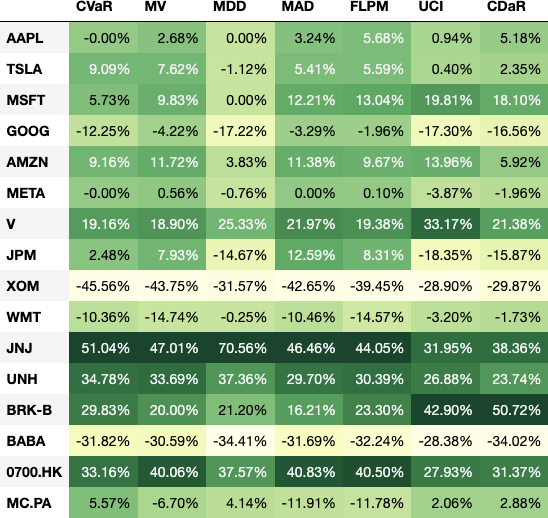 CVaR MV MDD MAD FLPM UCI CDaR
AAPL -0.00% 2.68% 0.00% 3.24% 5.68% 0.94% 5.18%
TSLA 9.09% 7.62% -1.12% 5.41% 5.59% 0.40% 2.35%
MSFT 5.73% 9.83% 0.00% 12.21% 13.04% 19.81% 18.10%
GOOG -12.25% -4.22% -17.22% -3.29% -1.96% -17.30% -16.56%
AMZN 9.16% 11.72% 3.83% 11.38% 9.67% 13.96% 5.92%
META -0.00% 0.56% -0.76% 0.00% 0.10% -3.87% -1.96%
V 19.16% 18.90% 25.33% 21.97% 19.38% 33.17% 21.38%
JPM 2.48% 7.93% -14.67% 12.59% 8.31% -18.35% -15.87%
XOM -45.56% -43.75% -31.57% -42.65% -39.45% -28.90% -29.87%
WMT -10.36% -14.74% -0.25% -10.46% -14.57% -3.20% -1.73%
JNJ 51.04% 47.01% 70.56% 46.46% 44.05% 31.95% 38.36%
UNH 34.78% 33.69% 37.36% 29.70% 30.39% 26.88% 23.74%
BRK-B 29.83% 20.00% 21.20% 16.21% 23.30% 42.90% 50.72%
BABA -31.82% -30.59% -34.41% -31.69% -32.24% -28.38% -34.02%
0700.HK 33.16% 40.06% 37.57% 40.83% 40.50% 27.93% 31.37%
MC.PA 5.57% -6.70% 4.14% -11.91% -11.78% 2.06% 2.88%